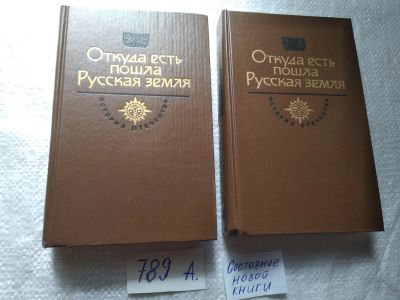 Откуда есть
пошла
Русская земля
ИСТОРИЯ ОТЕЧЕСТВА
Откуда есть
пошла
Русская земля
ИСТОРИЯ ОТЕЧЕСТВА
789 А.
Состояние
новой
книги